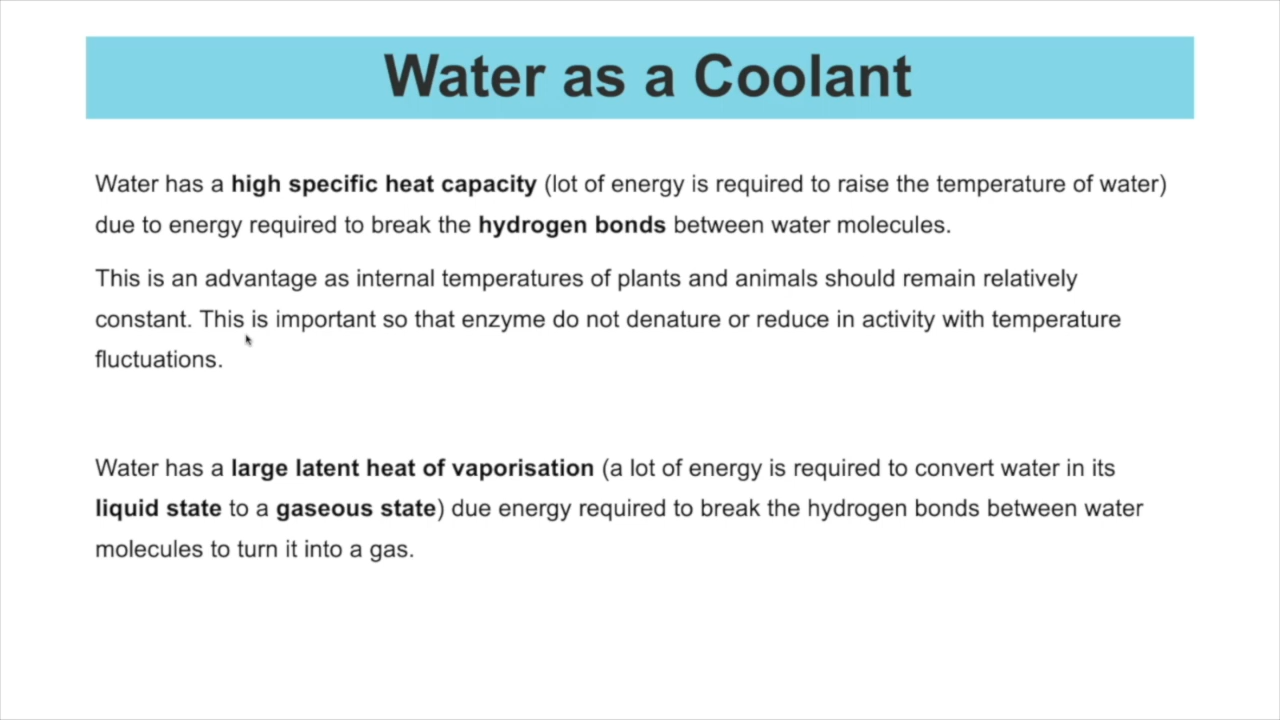 Water as a Coolant
Water has a high specific heat capacity (lot of energy is required to raise the temperature of water)
due to energy required to break the hydrogen bonds between water molecules.
This is an advantage as internal temperatures of plants and animals should remain relatively
constant. This is important so that enzyme do not denature or reduce in activity with temperature
fluctuations.
Water has a large latent heat of vaporisation (a lot of energy is required to convert water in its
liquid state to a gaseous state) due energy required to break the hydrogen bonds between water
molecules to turn it into a gas.